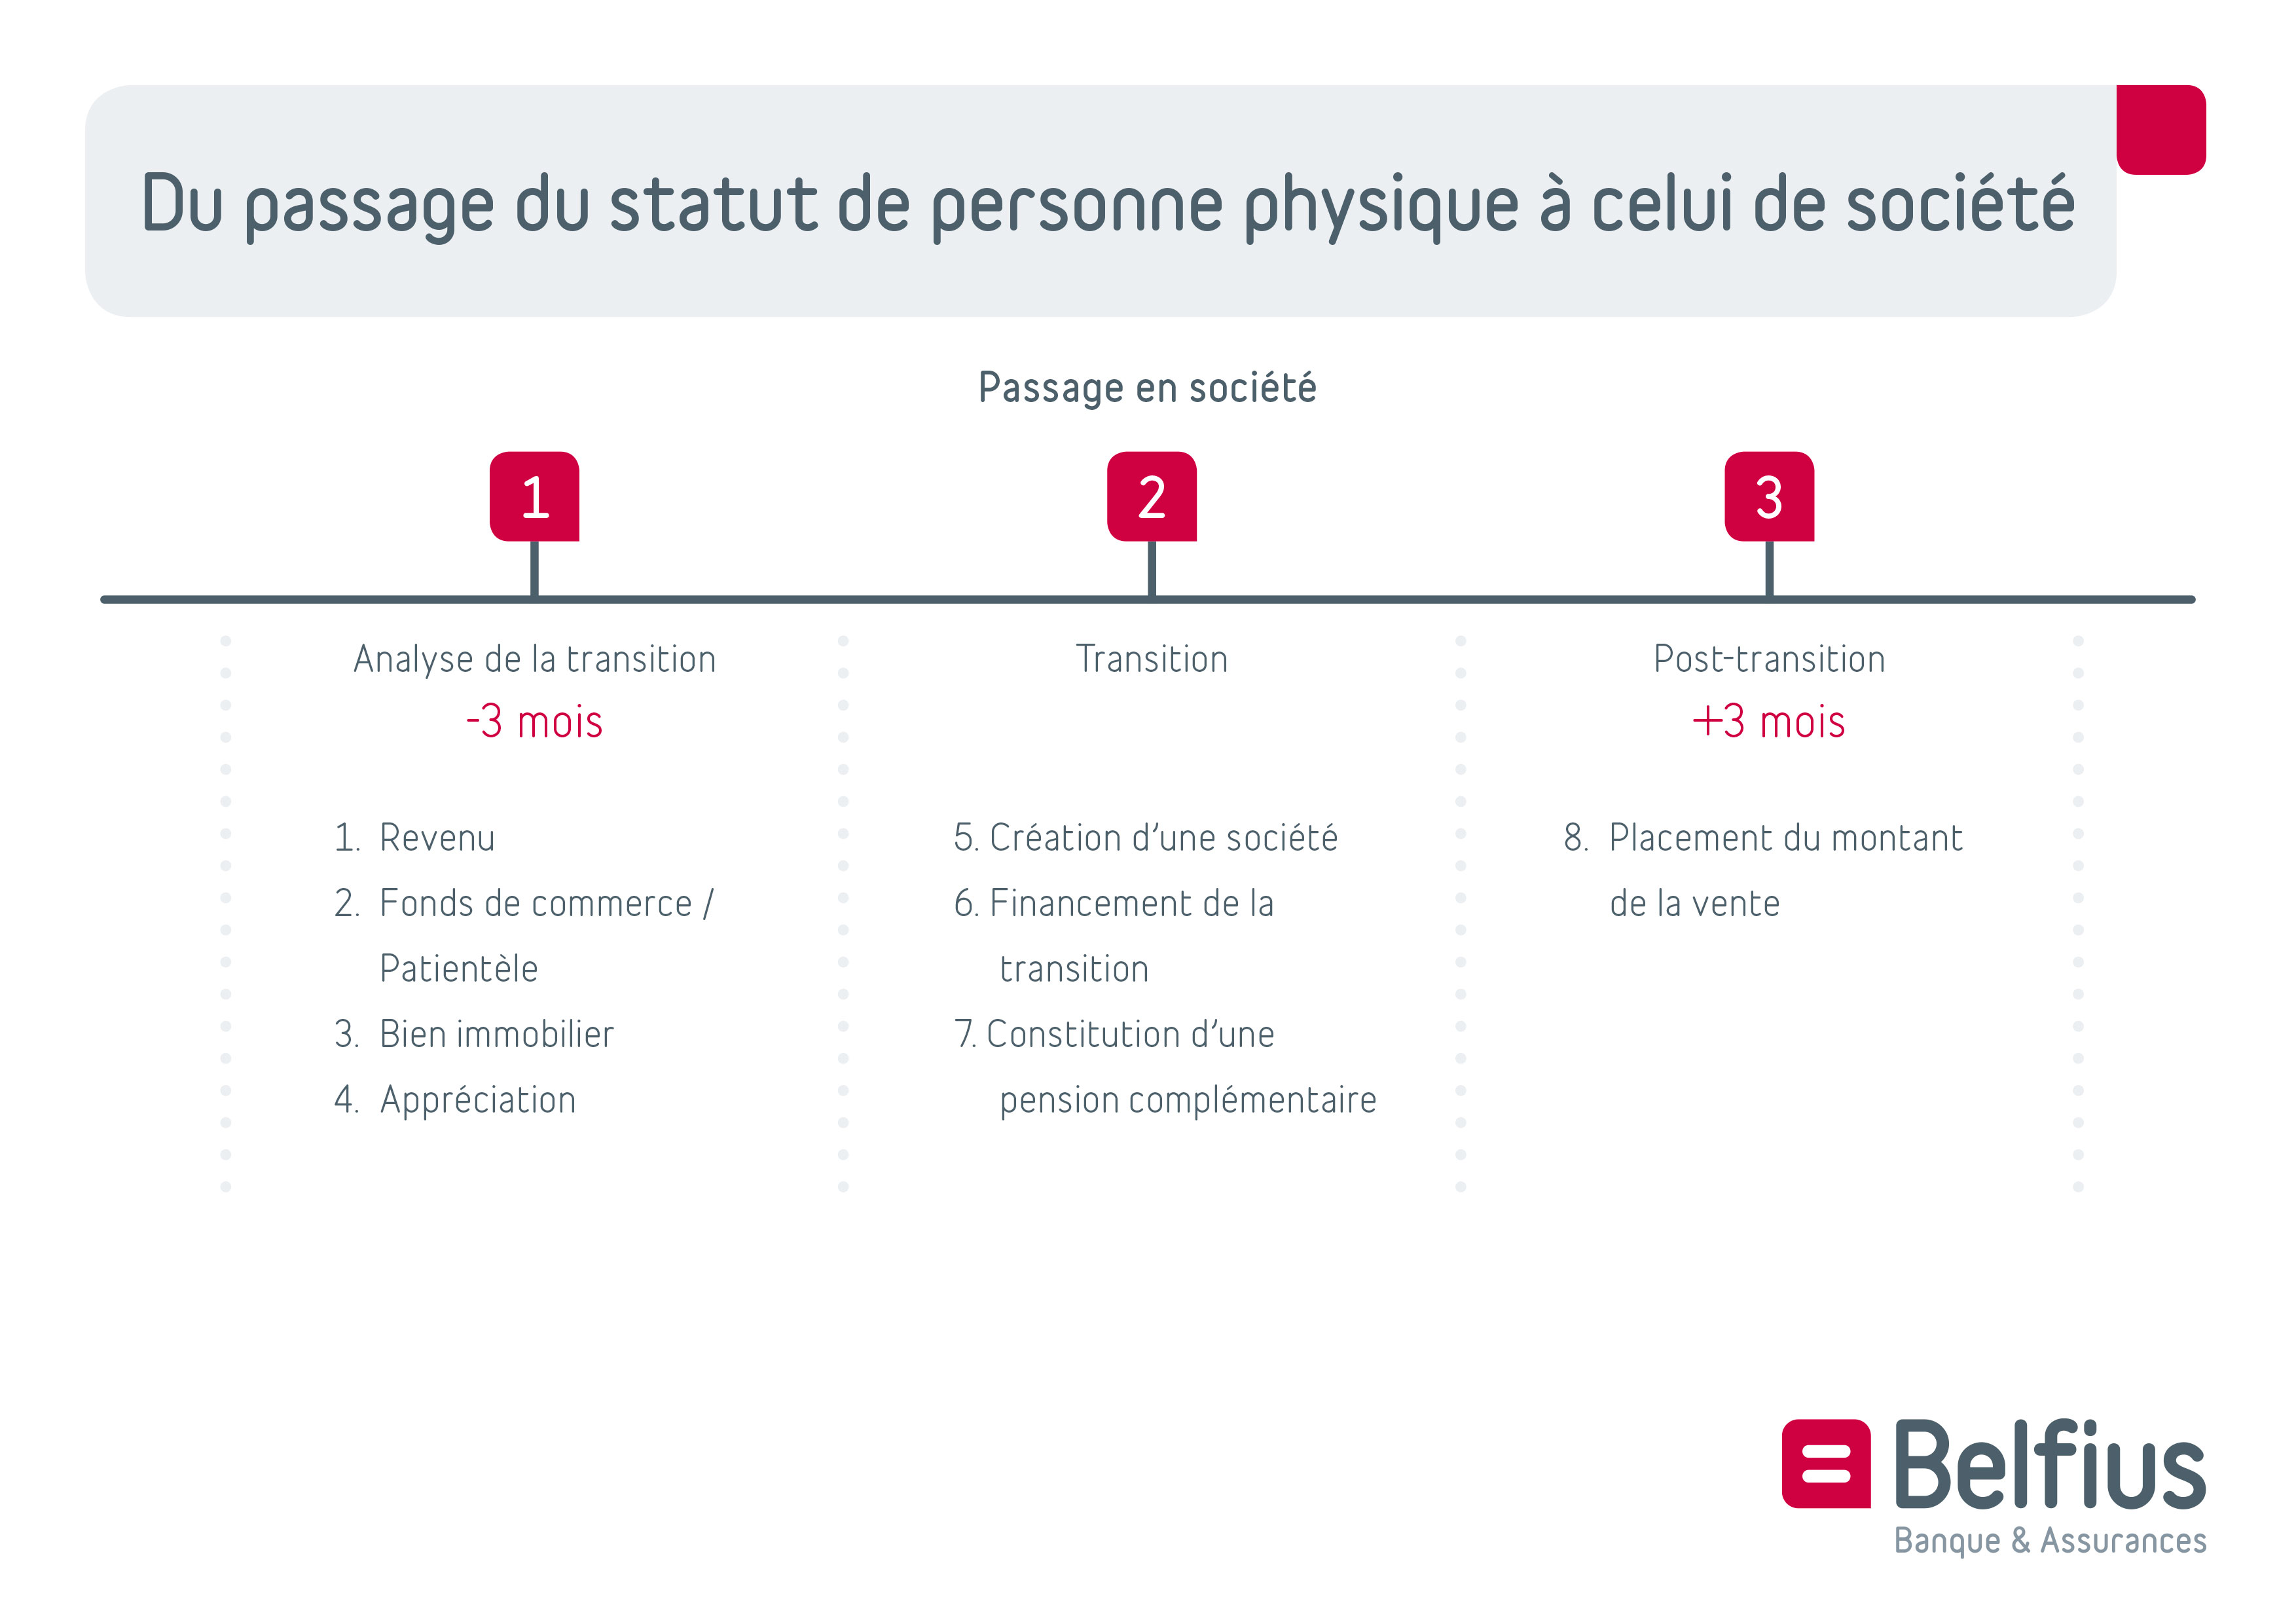 Du passage du statut de personne physique à celui de société
Passage en société
1
2
3
Analyse de la transition
-3 mois
1. Revenu
2. Fonds de commerce /
Patientèle
3. Bien immobilier
4. Appréciation
Transition
5. Création d’une société
6. Financement de la
transition
7. Constitution d’une
pension complémentaire
Post-transition
+3 mois
8. Placement du montant
de la vente
Belfius
Banque & Assurances